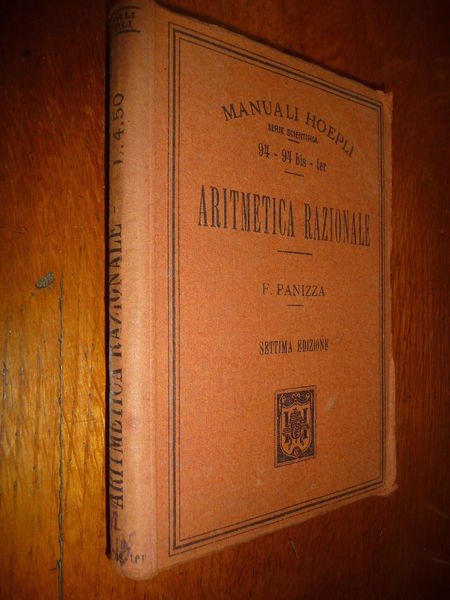 MANUALI HOEPLI
SERIE SCIENTIFICA
94 - 94 bis - ter
ARITMETICA RAZIONALE
F. PANIZZA
SETTIMA EDIZIONE
ARITMETICA RAZIONALE - L. 4.50